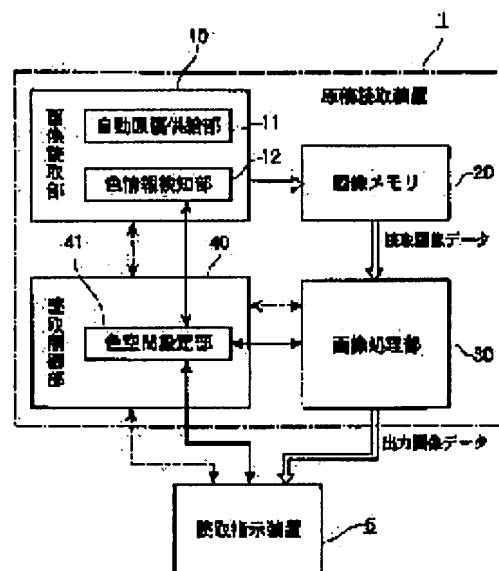 1
10
原稿読取装置
画像読取部
自動原稿供給部
11
12
色情報検知部
画像メモリ
20
読取画像データ
41
40
読取制御部
色空間設定部
画像処理部
30
出力画像データ
読取指示装置
5